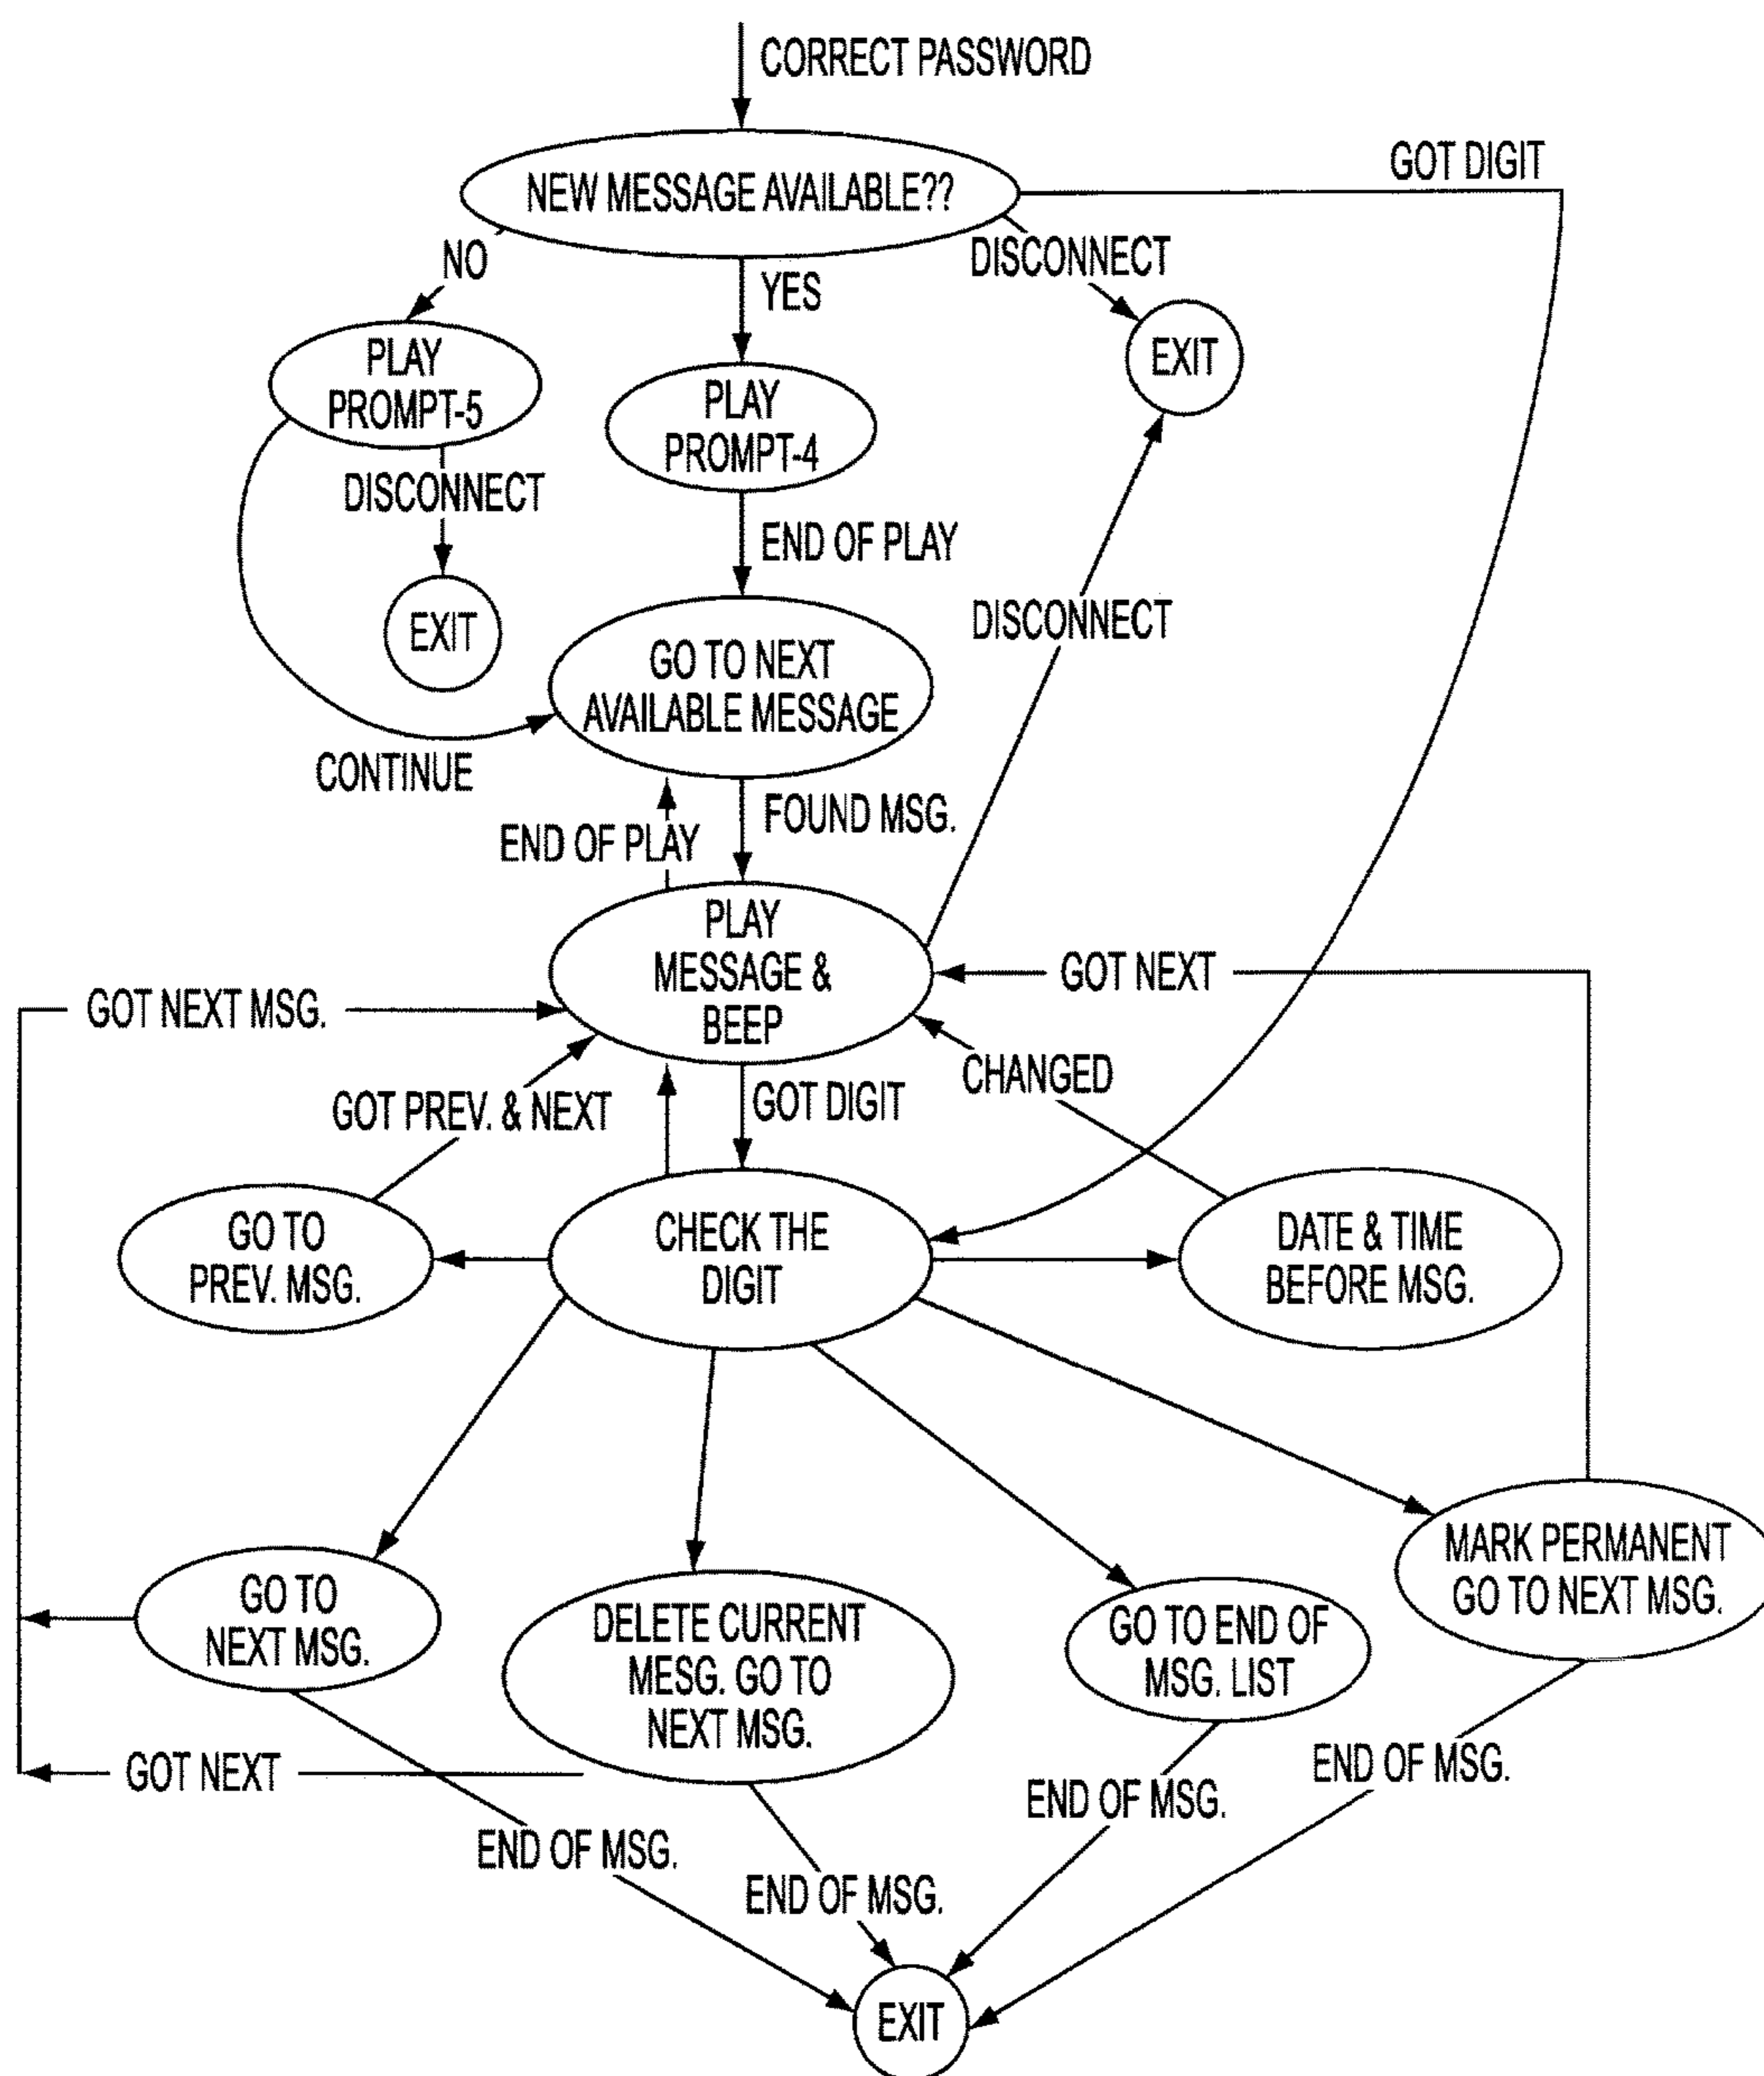 CORRECT PASSWORD
GOT DIGIT
NEW MESSAGE AVAILABLE??
NO
DISCONNECT
YES
PLAY
PROMPT-5
EXIT
PLAY
PROMPT-4
DISCONNECT
END OF PLAY
DISCONNECT
EXIT
GO TO NEXT
AVAILABLE MESSAGE
CONTINUE
FOUND MSG.
END OF PLAY
PLAY
MESSAGE &
BEEP
GOT NEXT
GOT NEXT MSG.
CHANGED
GOT PREV. & NEXT
GOT DIGIT
GO TO
PREV. MSG.
CHECK THE
DIGIT
DATE & TIME
BEFORE MSG.
MARK PERMANENT
GO TO NEXT MSG.
GO TO
NEXT MSG.
DELETE CURRENT
MESG. GO TO
NEXT MSG.
GO TO END OF
MSG. LIST
GOT NEXT
END OF MSG.
END OF MSG.
END OF MSG.
END OF MSG.
EXIT